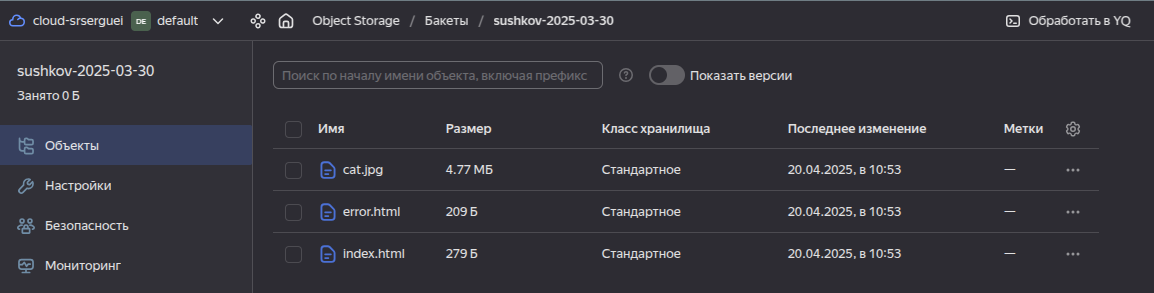 cloud-srserguei DE default Object Storage / Бакеты / sushkov-2025-03-30 Обработать в YQ
sushkov-2025-03-30
Занято 0 Б
Объекты
Настройки
Безопасность
Мониторинг
Поиск по началу имени объекта, включая префикс ? Показать версии
Имя Размер Класс хранилища Последнее изменение Метки
cat.jpg 4.77 МБ Стандартное 20.04.2025, в 10:53 —
error.html 209 Б Стандартное 20.04.2025, в 10:53 —
index.html 279 Б Стандартное 20.04.2025, в 10:53 —